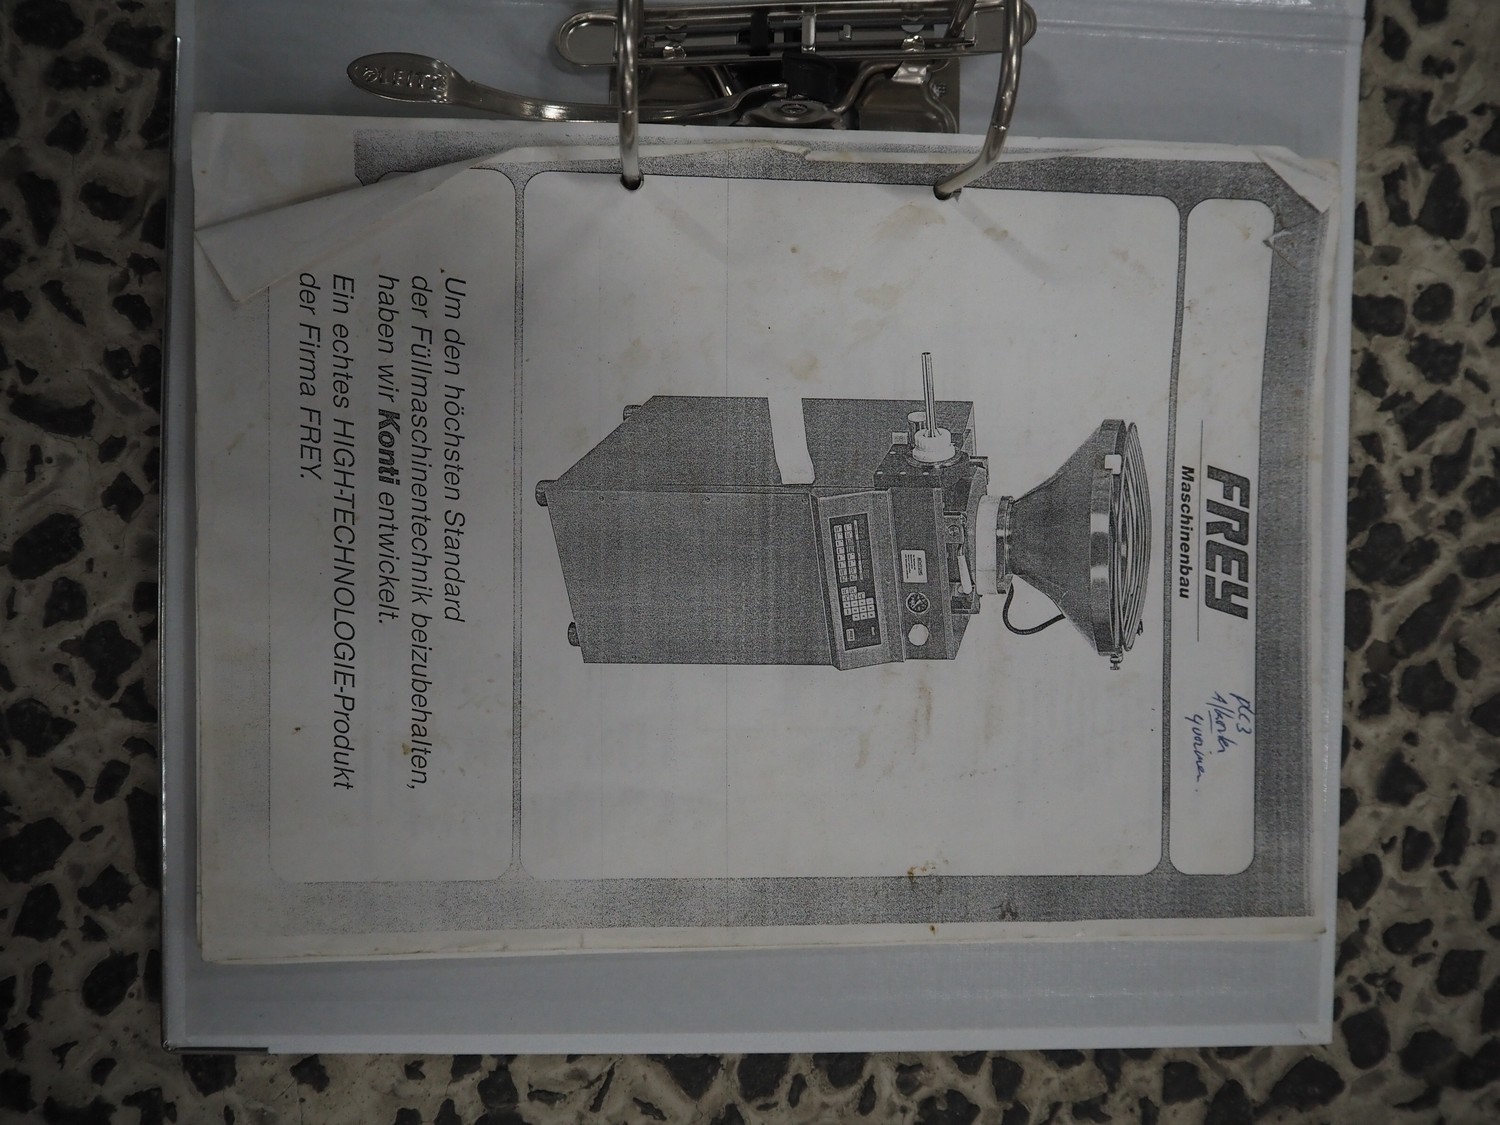 LEITZ
FREY
Maschinenbau
Um den höchsten Standard
der Füllmaschinentechnik beizubehalten,
haben wir Konti entwickelt.
Ein echtes HIGH-TECHNOLOGIE-Produkt
der Firma FREY.